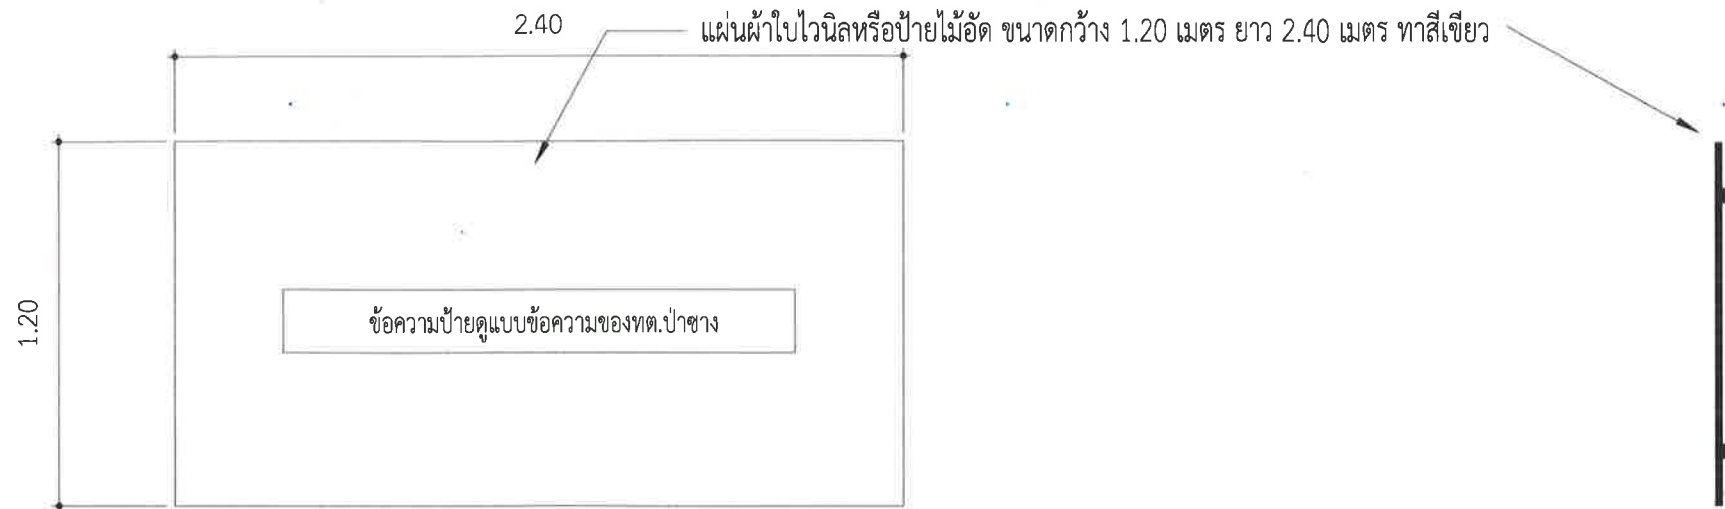 2.40
แผ่นผ้าใบไวนิลหรือป้ายไม้อัด ขนาดกว้าง 1.20 เมตร ยาว 2.40 เมตร ทาสีเขียว
1.20
ข้อความป้ายดูแบบข้อความของทต.ป่าซาง